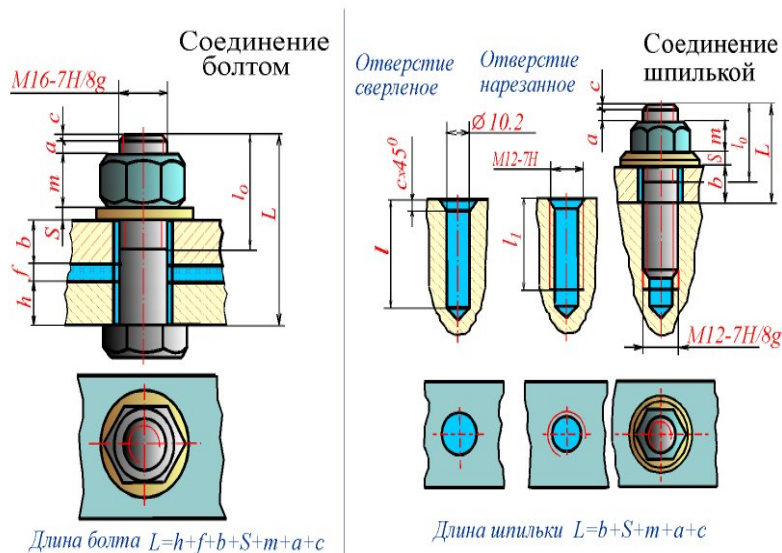 Соединение
болтом
M16-7H/8g
c
a
m
S
b
f
h
l₀
L
Длина болта L=h+f+b+S+m+a+c
Отверстие
сверленое
Отверстие
нарезанное
Соединение
шпилькой
Ø 10.2
c×45°
l
M12-7H
l₁
c
a
m
S
b
l₀
L
M12-7H/8g
Длина шпильки L=b+S+m+a+c